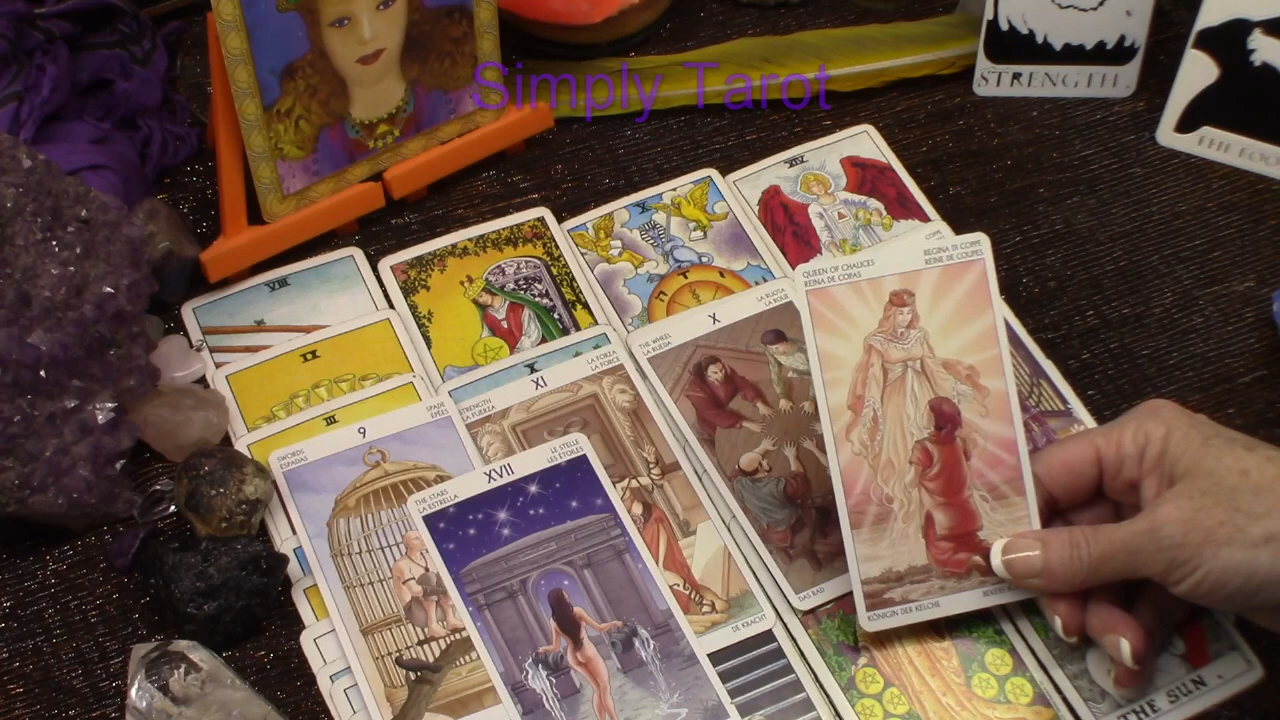 Simply Tarot
STRENGTH.
XIV
VIII
X
IX
III
X
QUEEN OF CHALICES
REINA DE COPAS
REGINA DI COPPE
REINE DE COUPES
KÖNIGIN DER KELCHE
X
THE WHEEL
LA RUEDA
LA RUOTA
LA ROUE
DAS RAD
XI
STRENGTH
LA FUERZA
LA FORZA
LA FORCE
DE KRACHT
9
SWORDS
ESPADAS
SPADE
ÉPÉES
XVII
THE STARS
LA ESTRELLA
LE STELLE
LES ÉTOILES
THE SUN.